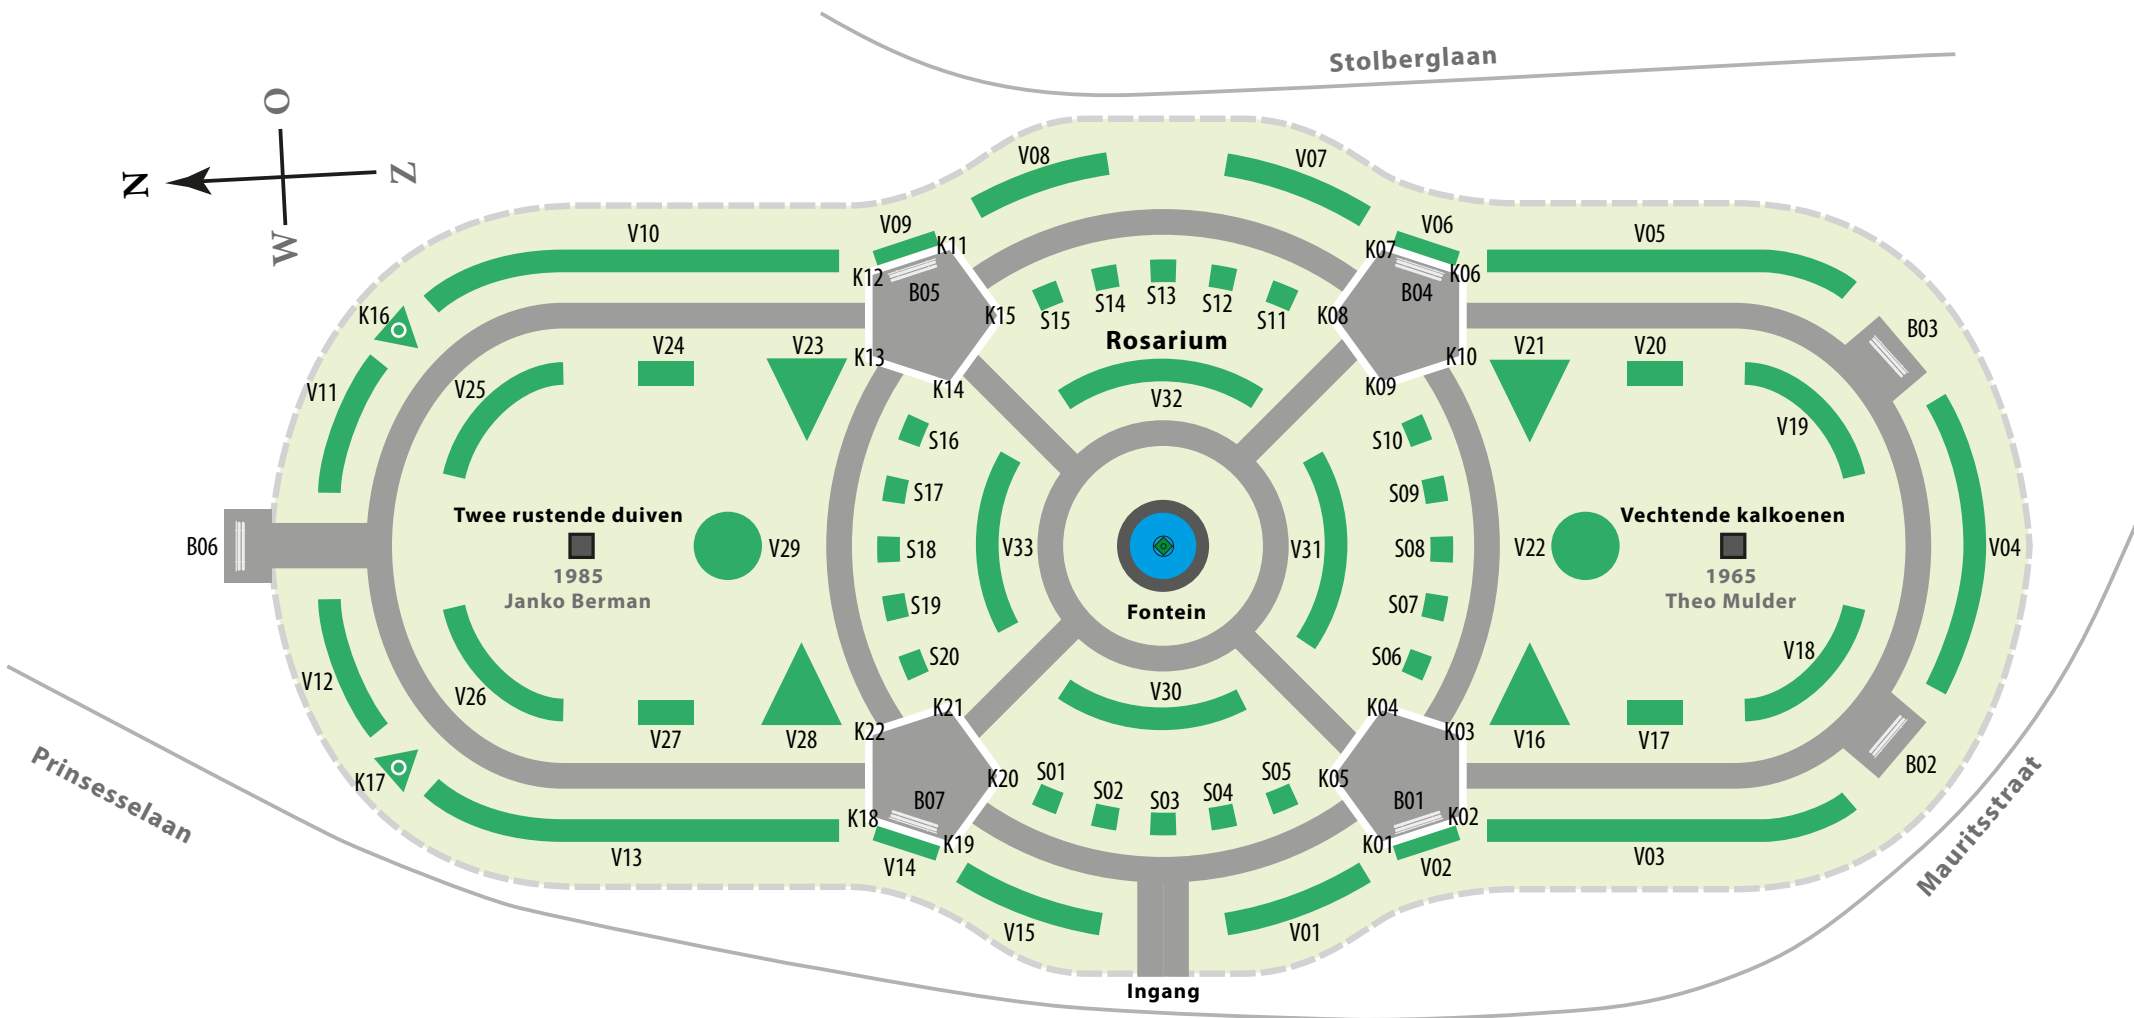 Stolberglaan
O
N
Z
W
V08
V07
V09
K11
V10
K12
B05
K07
V06
K06
V05
B04
K16
K15
S15
S14
S13
S12
S11
K08
Rosarium
B03
K13
V24
V23
K14
V32
K09
K10
V21
V20
V11
V25
V19
S16
S10
S17
S09
Twee rustende duiven
Vechtende kalkoenen
B06
V29
S18
V33
V31
S08
V22
V04
1985
Janko Berman
1965
Theo Mulder
S19
Fontein
S07
S20
S06
V12
V26
V30
V18
K21
K04
V27
V28
K22
K03
V16
V17
Prinsesselaan
K17
K20
S01
S02
S03
S04
S05
K05
B02
B07
B01
K18
K19
K02
K01
V13
V14
V02
V03
Mauritsstraat
V15
V01
Ingang